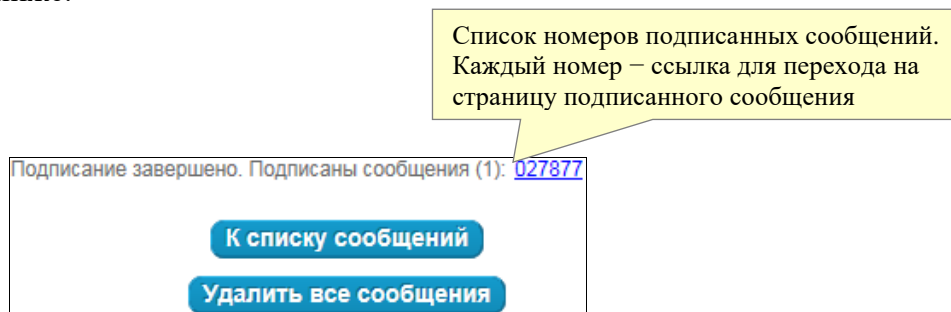 Список номеров подписанных сообщений.
Каждый номер − ссылка для перехода на
страницу подписанного сообщения
Подписание завершено. Подписаны сообщения (1): 027877
К списку сообщений
Удалить все сообщения